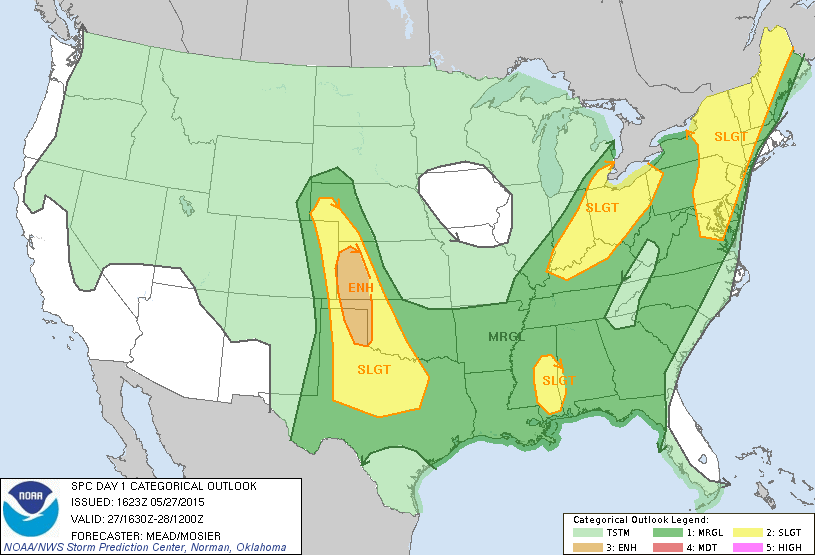 SLGT
SLGT
ENH
MRGL
SLGT
SLGT
NOAA
SPC DAY 1 CATEGORICAL OUTLOOK
ISSUED: 1623Z 05/27/2015
VALID: 27/1630Z-28/1200Z
FORECASTER: MEAD/MOSIER
NOAA/NWS Storm Prediction Center, Norman, Oklahoma
Categorical Outlook Legend:
TSTM 1: MRGL 2: SLGT
3: ENH 4: MDT 5: HIGH